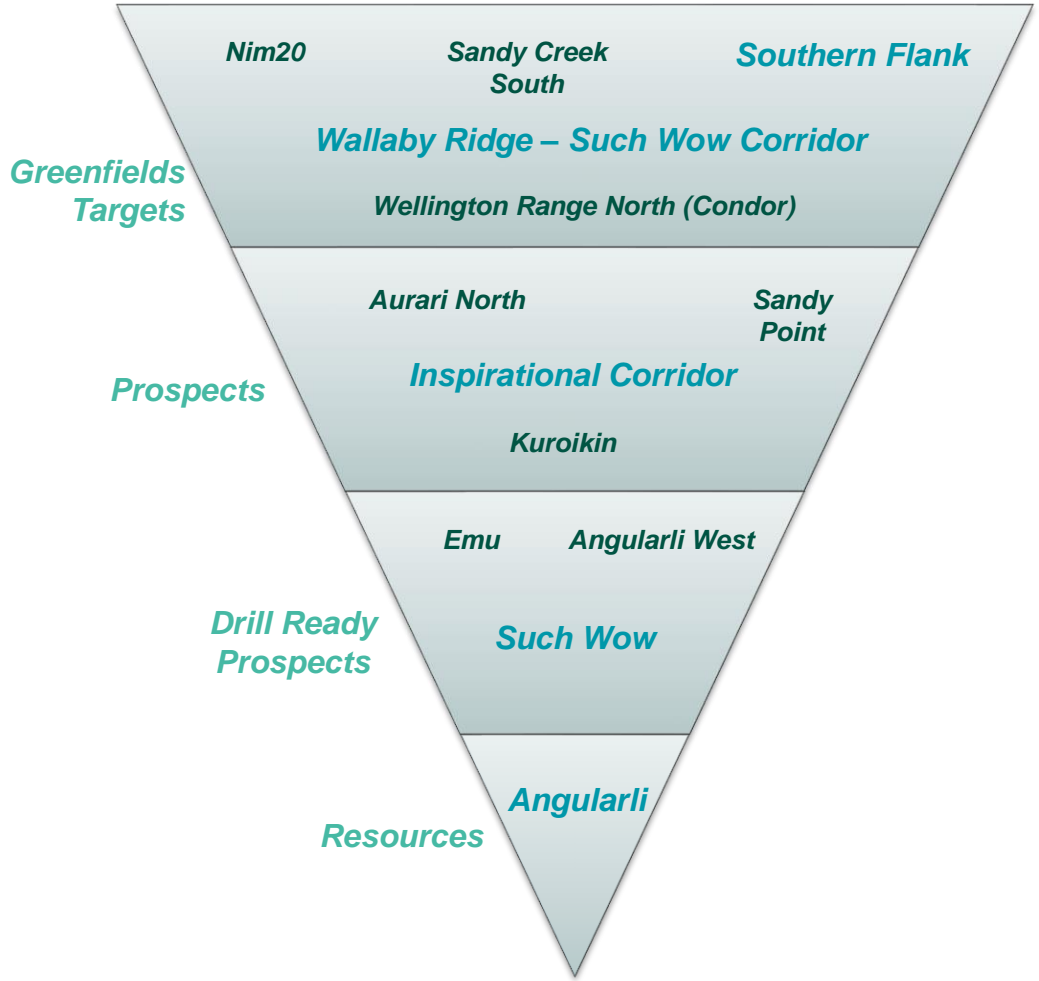 Nim20
Sandy Creek
South
Southern Flank
Wallaby Ridge – Such Wow Corridor
Wellington Range North (Condor)
Greenfields
Targets
Aurari North
Sandy
Point
Inspirational Corridor
Kuroikin
Prospects
Emu
Angularli West
Such Wow
Drill Ready
Prospects
Angularli
Resources